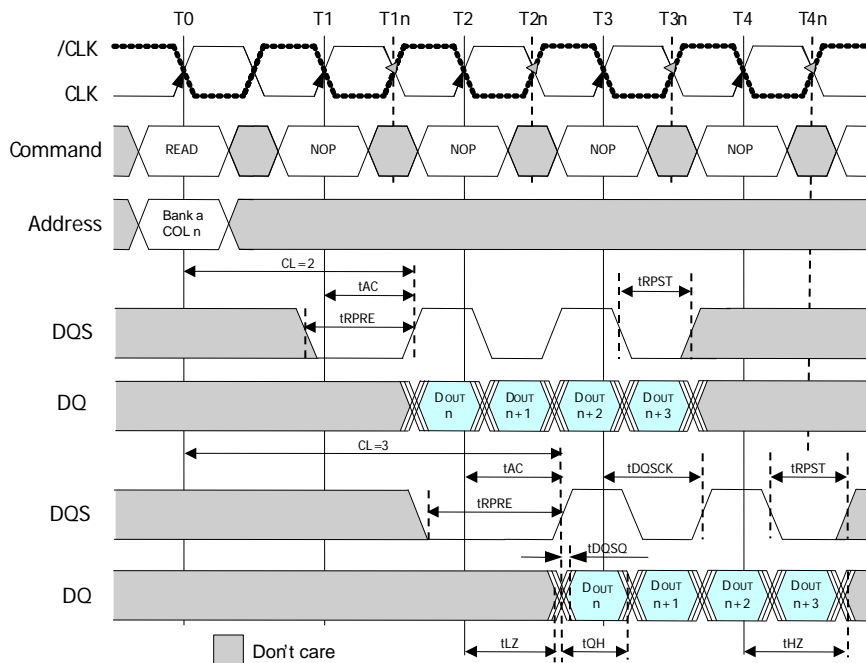 T0 T1 T1n T2 T2n T3 T3n T4 T4n
/CLK
CLK
Command READ NOP NOP NOP NOP
Address Bank a
COL n
CL = 2
tAC
tRPRE
tRPST
DQS
DQ DOUT
n DOUT
n+1 DOUT
n+2 DOUT
n+3
CL=3
tAC tDQSCK tRPST
tRPRE
DQS
tDQSQ
DQ DOUT
n DOUT
n+1 DOUT
n+2 DOUT
n+3
tLZ tQH tHZ
Don't care